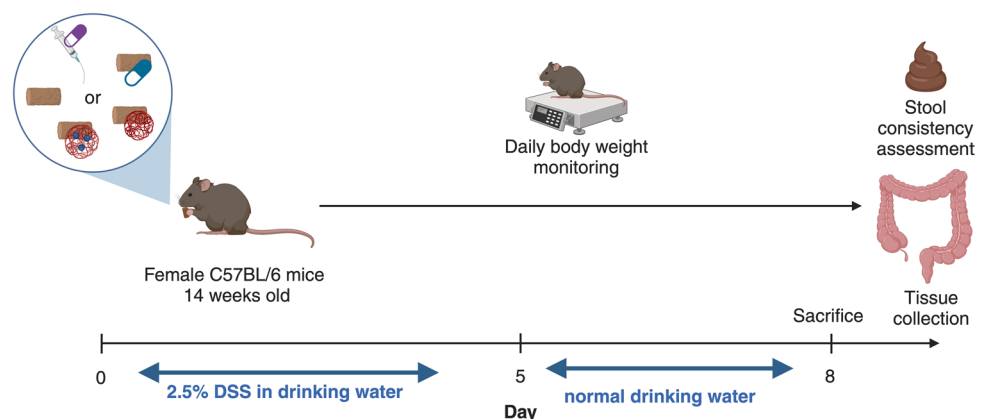 or
Daily body weight
monitoring
Stool
consistency
assessment
Female C57BL/6 mice
14 weeks old
Sacrifice
Tissue
collection
0
2.5% DSS in drinking water
5
normal drinking water
8
Day